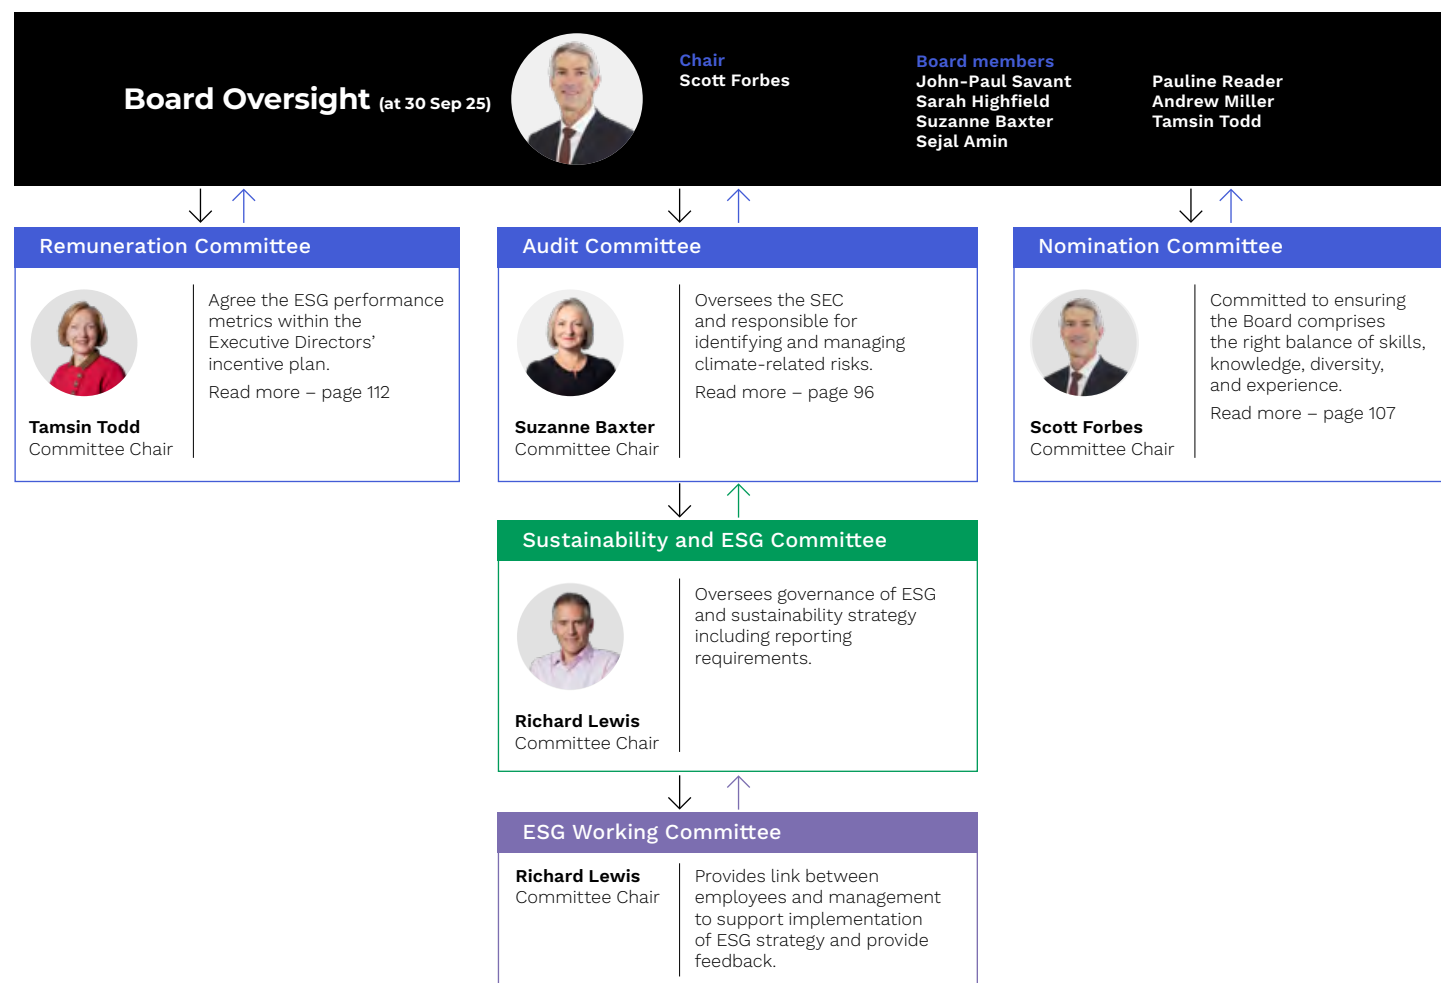 Board Oversight (at 30 Sep 25)
Chair
Scott Forbes
Board members
John-Paul Savant
Sarah Highfield
Suzanne Baxter
Sejal Amin
Pauline Reader
Andrew Miller
Tamsin Todd
Remuneration Committee
Tamsin Todd
Committee Chair
Agree the ESG performance
metrics within the
Executive Directors’
incentive plan.
Read more – page 112
Audit Committee
Suzanne Baxter
Committee Chair
Oversees the SEC
and responsible for
identifying and managing
climate-related risks.
Read more – page 96
Nomination Committee
Scott Forbes
Committee Chair
Committed to ensuring
the Board comprises
the right balance of skills,
knowledge, diversity,
and experience.
Read more – page 107
Sustainability and ESG Committee
Richard Lewis
Committee Chair
Oversees governance of ESG
and sustainability strategy
including reporting
requirements.
ESG Working Committee
Richard Lewis
Committee Chair
Provides link between
employees and management
to support implementation
of ESG strategy and provide
feedback.